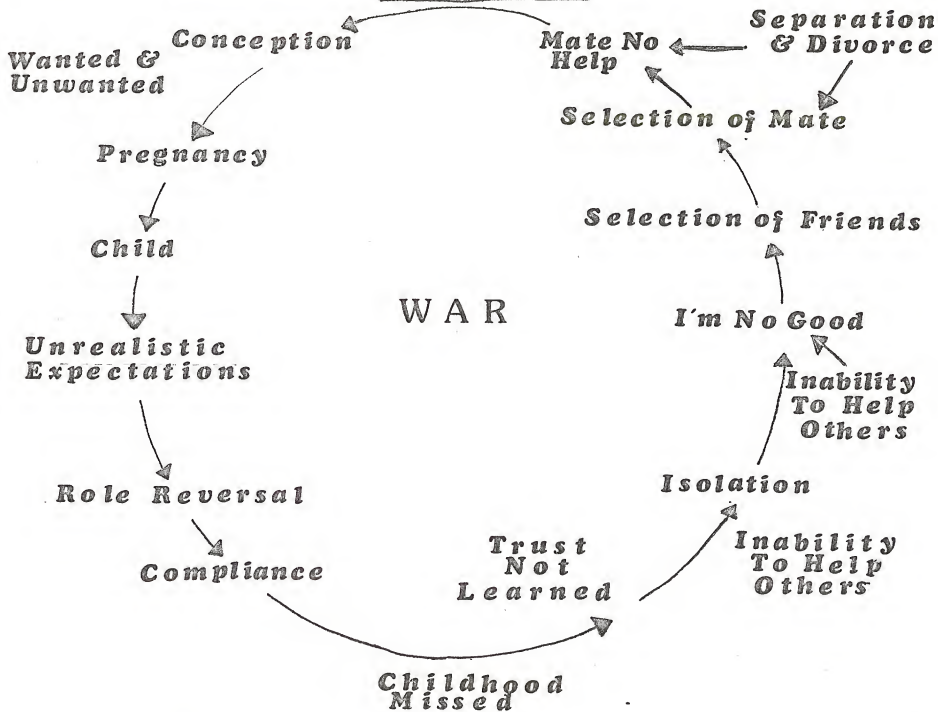 Conception
Wanted &
Unwanted
Pregnancy
Child
Unrealistic
Expectations
Role Reversal
Compliance
Childhood
Missed
Trust
Not
Learned
Isolation
Inability
To Help
Others
I'm No Good
Inability
To Help
Others
Selection of Friends
Selection of Mate
Mate No
Help
Separation
& Divorce
WAR